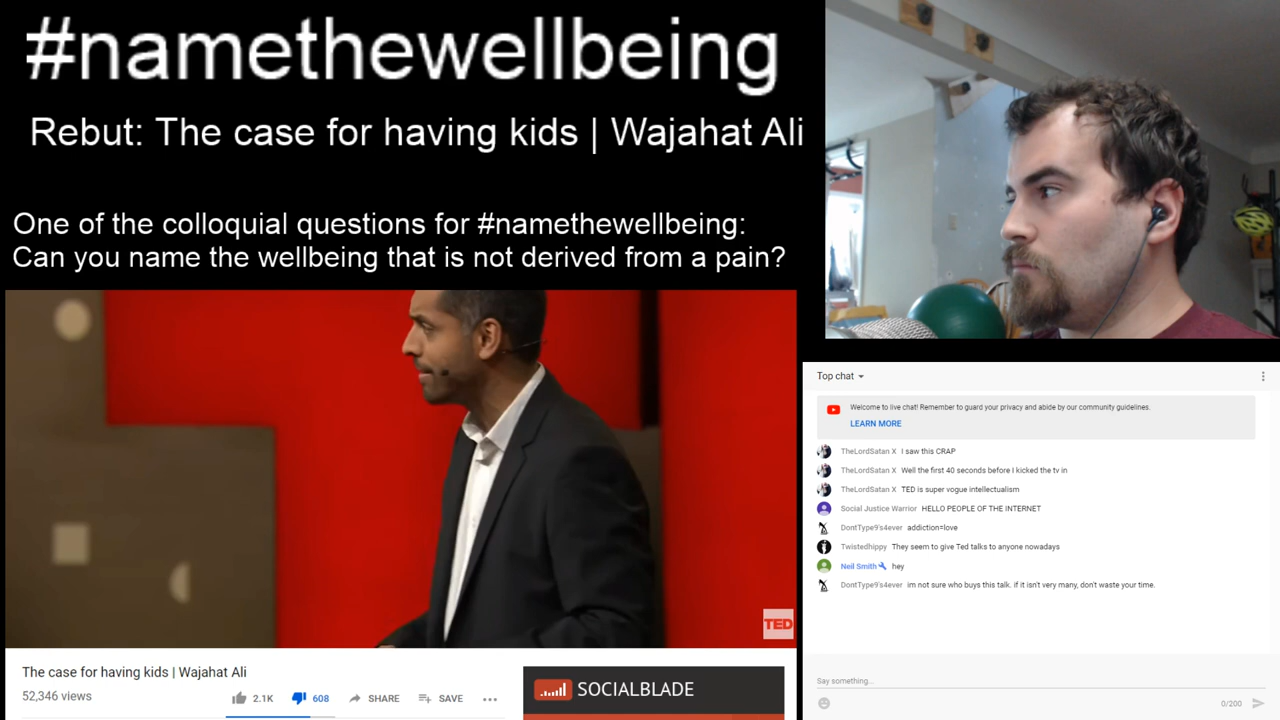 #namethewellbeing
Rebut: The case for having kids | Wajahat Ali
One of the colloquial questions for #namethewellbeing:
Can you name the wellbeing that is not derived from a pain?
TED
The case for having kids | Wajahat Ali
52,346 views
2.1K
608
SHARE
SAVE
SOCIALBLADE
Top chat
Welcome to live chat! Remember to guard your privacy and abide by our community guidelines.
LEARN MORE
TheLordSatan X I saw this CRAP
TheLordSatan X Well the first 40 seconds before I kicked the tv in
TheLordSatan X TED is super vogue intellectualism
Social Justice Warrior HELLO PEOPLE OF THE INTERNET
DontType9's4ever addiction=love
Twistedhippy They seem to give Ted talks to anyone nowadays
Neil Smith hey
DontType9's4ever im not sure who buys this talk. if it isn't very many, don't waste your time.
Say something...
0/200